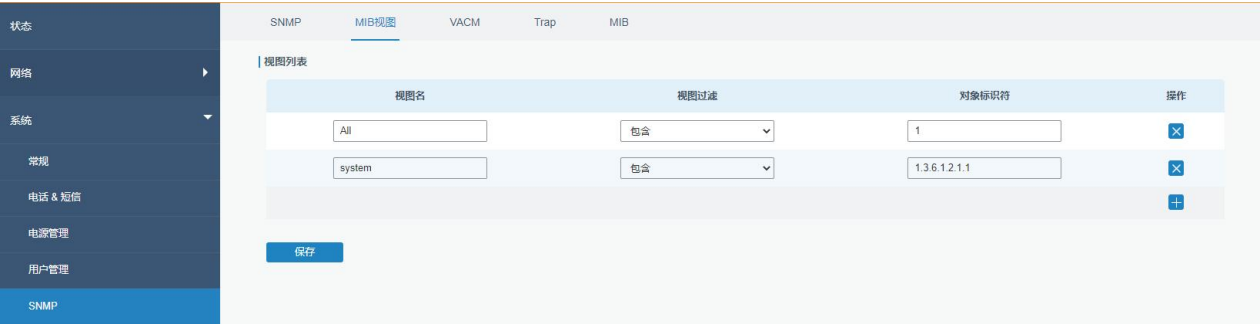 状态
网络
系统
常规
电话 & 短信
电源管理
用户管理
SNMP
SNMP MIB视图 VACM Trap MIB
视图列表
视图名 视图过滤 对象标识符 操作
All 包含 1
system 包含 1.3.6.1.2.1.1
保存